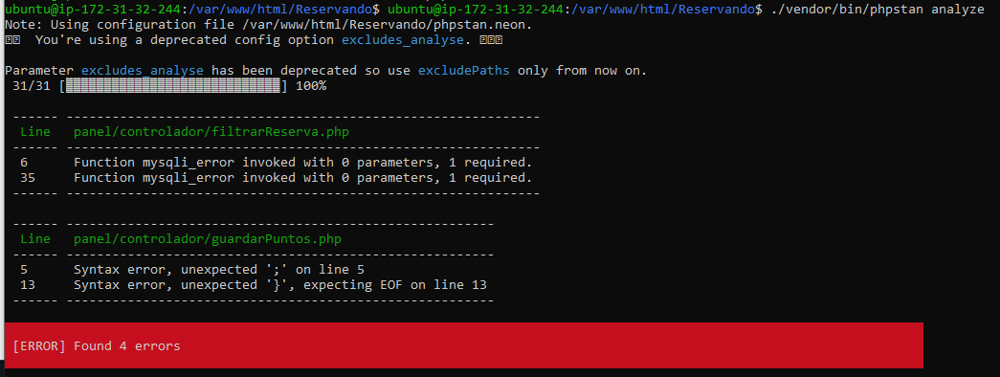 ubuntu@ip-172-31-32-244:/var/www/html/Reservando$ ubuntu@ip-172-31-32-244:/var/www/html/Reservando$ ./vendor/bin/phpstan analyze
Note: Using configuration file /var/www/html/Reservando/phpstan.neon.
You're using a deprecated config option excludes_analyse.
Parameter excludes_analyse has been deprecated so use excludePaths only from now on.
31/31 [▓▓▓▓▓▓▓▓▓▓▓▓▓▓▓▓▓▓▓▓▓▓▓▓▓▓▓▓] 100%
------ --------------------------------------------------------------
Line   panel/controlador/filtrarReserva.php
------ --------------------------------------------------------------
6      Function mysqli_error invoked with 0 parameters, 1 required.
35     Function mysqli_error invoked with 0 parameters, 1 required.
------ --------------------------------------------------------------
------ --------------------------------------------------------
Line   panel/controlador/guardarPuntos.php
------ --------------------------------------------------------
5      Syntax error, unexpected ';' on line 5
13     Syntax error, unexpected '}', expecting EOF on line 13
------ --------------------------------------------------------
[ERROR] Found 4 errors